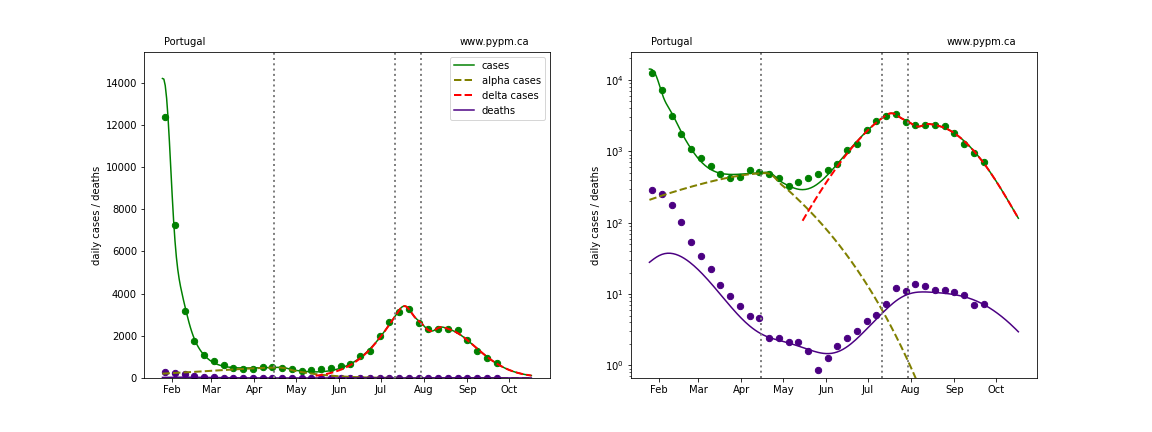 Portugal www.pypm.ca
cases
alpha cases
delta cases
deaths
daily cases / deaths
14000
12000
10000
8000
6000
4000
2000
0
Feb Mar Apr May Jun Jul Aug Sep Oct
Portugal www.pypm.ca
daily cases / deaths
10⁴
10³
10²
10¹
10⁰
Feb Mar Apr May Jun Jul Aug Sep Oct